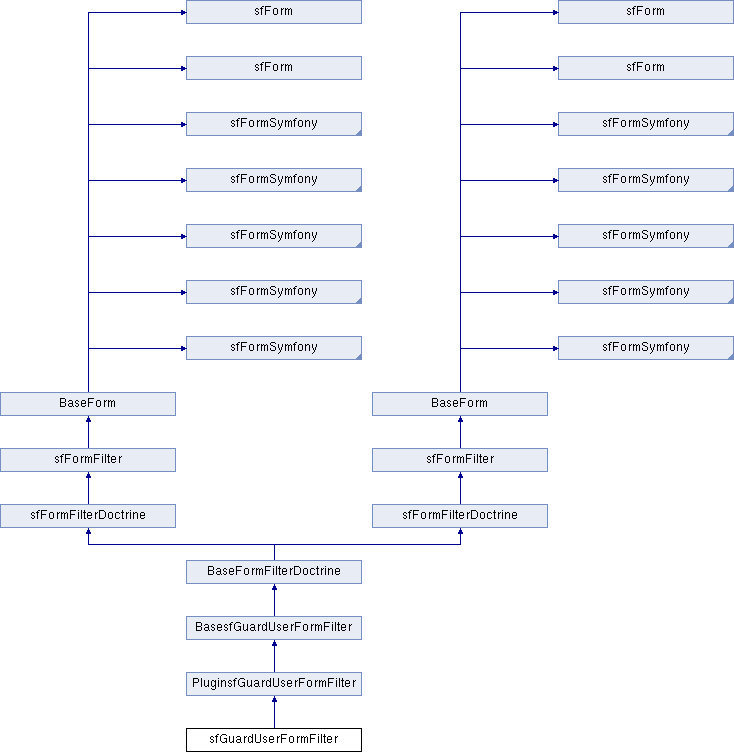 sfForm
sfForm
sfForm
sfForm
sfFormSymfony
sfFormSymfony
sfFormSymfony
sfFormSymfony
sfFormSymfony
sfFormSymfony
sfFormSymfony
sfFormSymfony
sfFormSymfony
sfFormSymfony
BaseForm
BaseForm
sfFormFilter
sfFormFilter
sfFormFilterDoctrine
sfFormFilterDoctrine
BaseFormFilterDoctrine
BasesfGuardUserFormFilter
PluginsfGuardUserFormFilter
sfGuardUserFormFilter